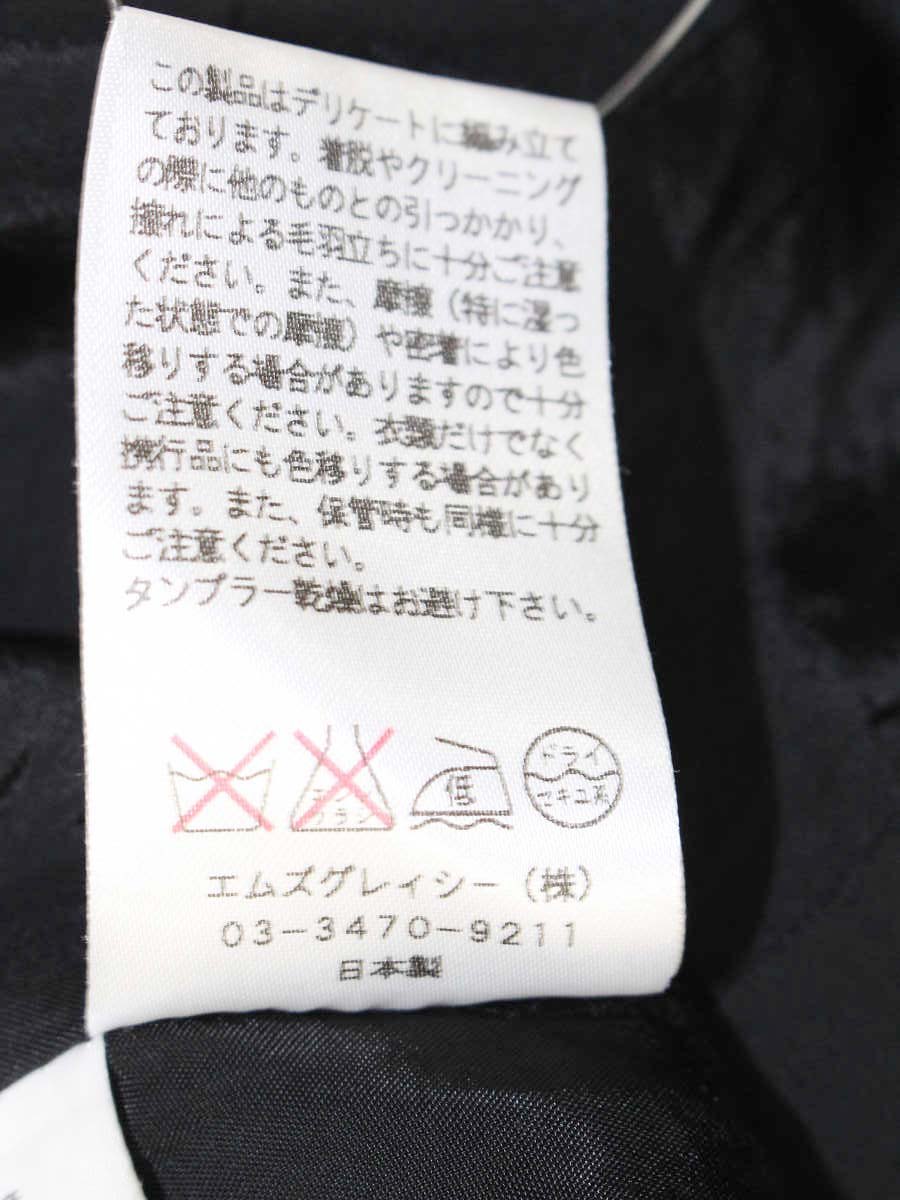 この製品はデリケートに編み立て
ております。着脱やクリーニング
の際に他のものとの引っかかり、
擦れによる毛羽立ちに十分ご注意
ください。また、摩擦（特に湿っ
た状態での摩擦）や密着により色
移りする場合がありますので十分
ご注意ください。衣類だけでなく
携行品にも色移りする場合があり
ます。また、保管時も同様に十分
ご注意ください。
タンブラー乾燥はお避け下さい。
エンソ
サラシ
低
ドライ
セキユ系
エムズグレイシー（株）
03-3470-9211
日本製